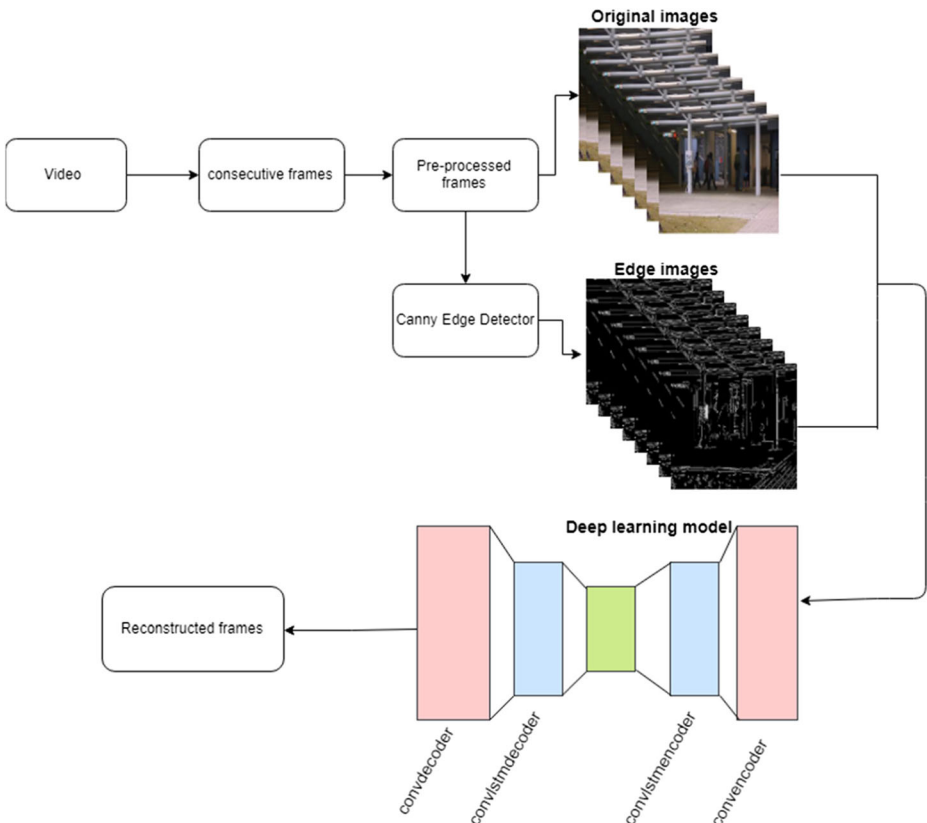 Original images
Video
consecutive frames
Pre-processed
frames
Edge images
Canny Edge Detector
Deep learning model
Reconstructed frames
convdecoder
convlstmdecoder
convlstmencoder
convencoder